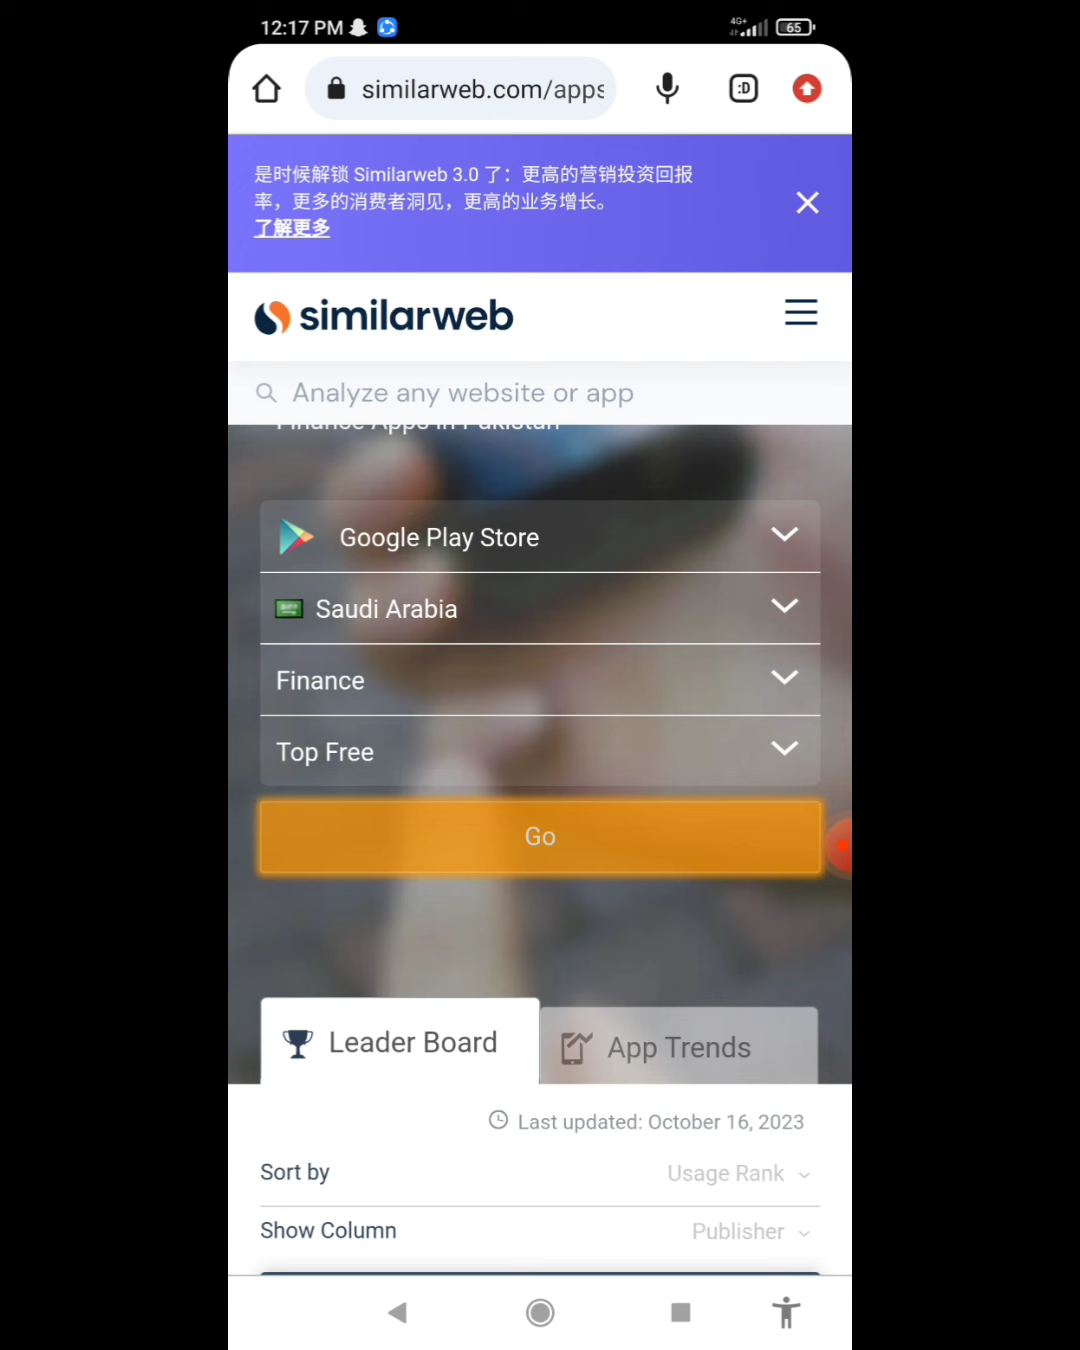 12:17 PM
4G+
65
similarweb.com/apps
:D
是时候解锁 Similarweb 3.0 了：更高的营销投资回报
率，更多的消费者洞见，更高的业务增长。
了解更多
similarweb
Analyze any website or app
Finance Apps in Pakistan
Google Play Store
Saudi Arabia
Finance
Top Free
Go
Leader Board
App Trends
Last updated: October 16, 2023
Sort by
Usage Rank
Show Column
Publisher